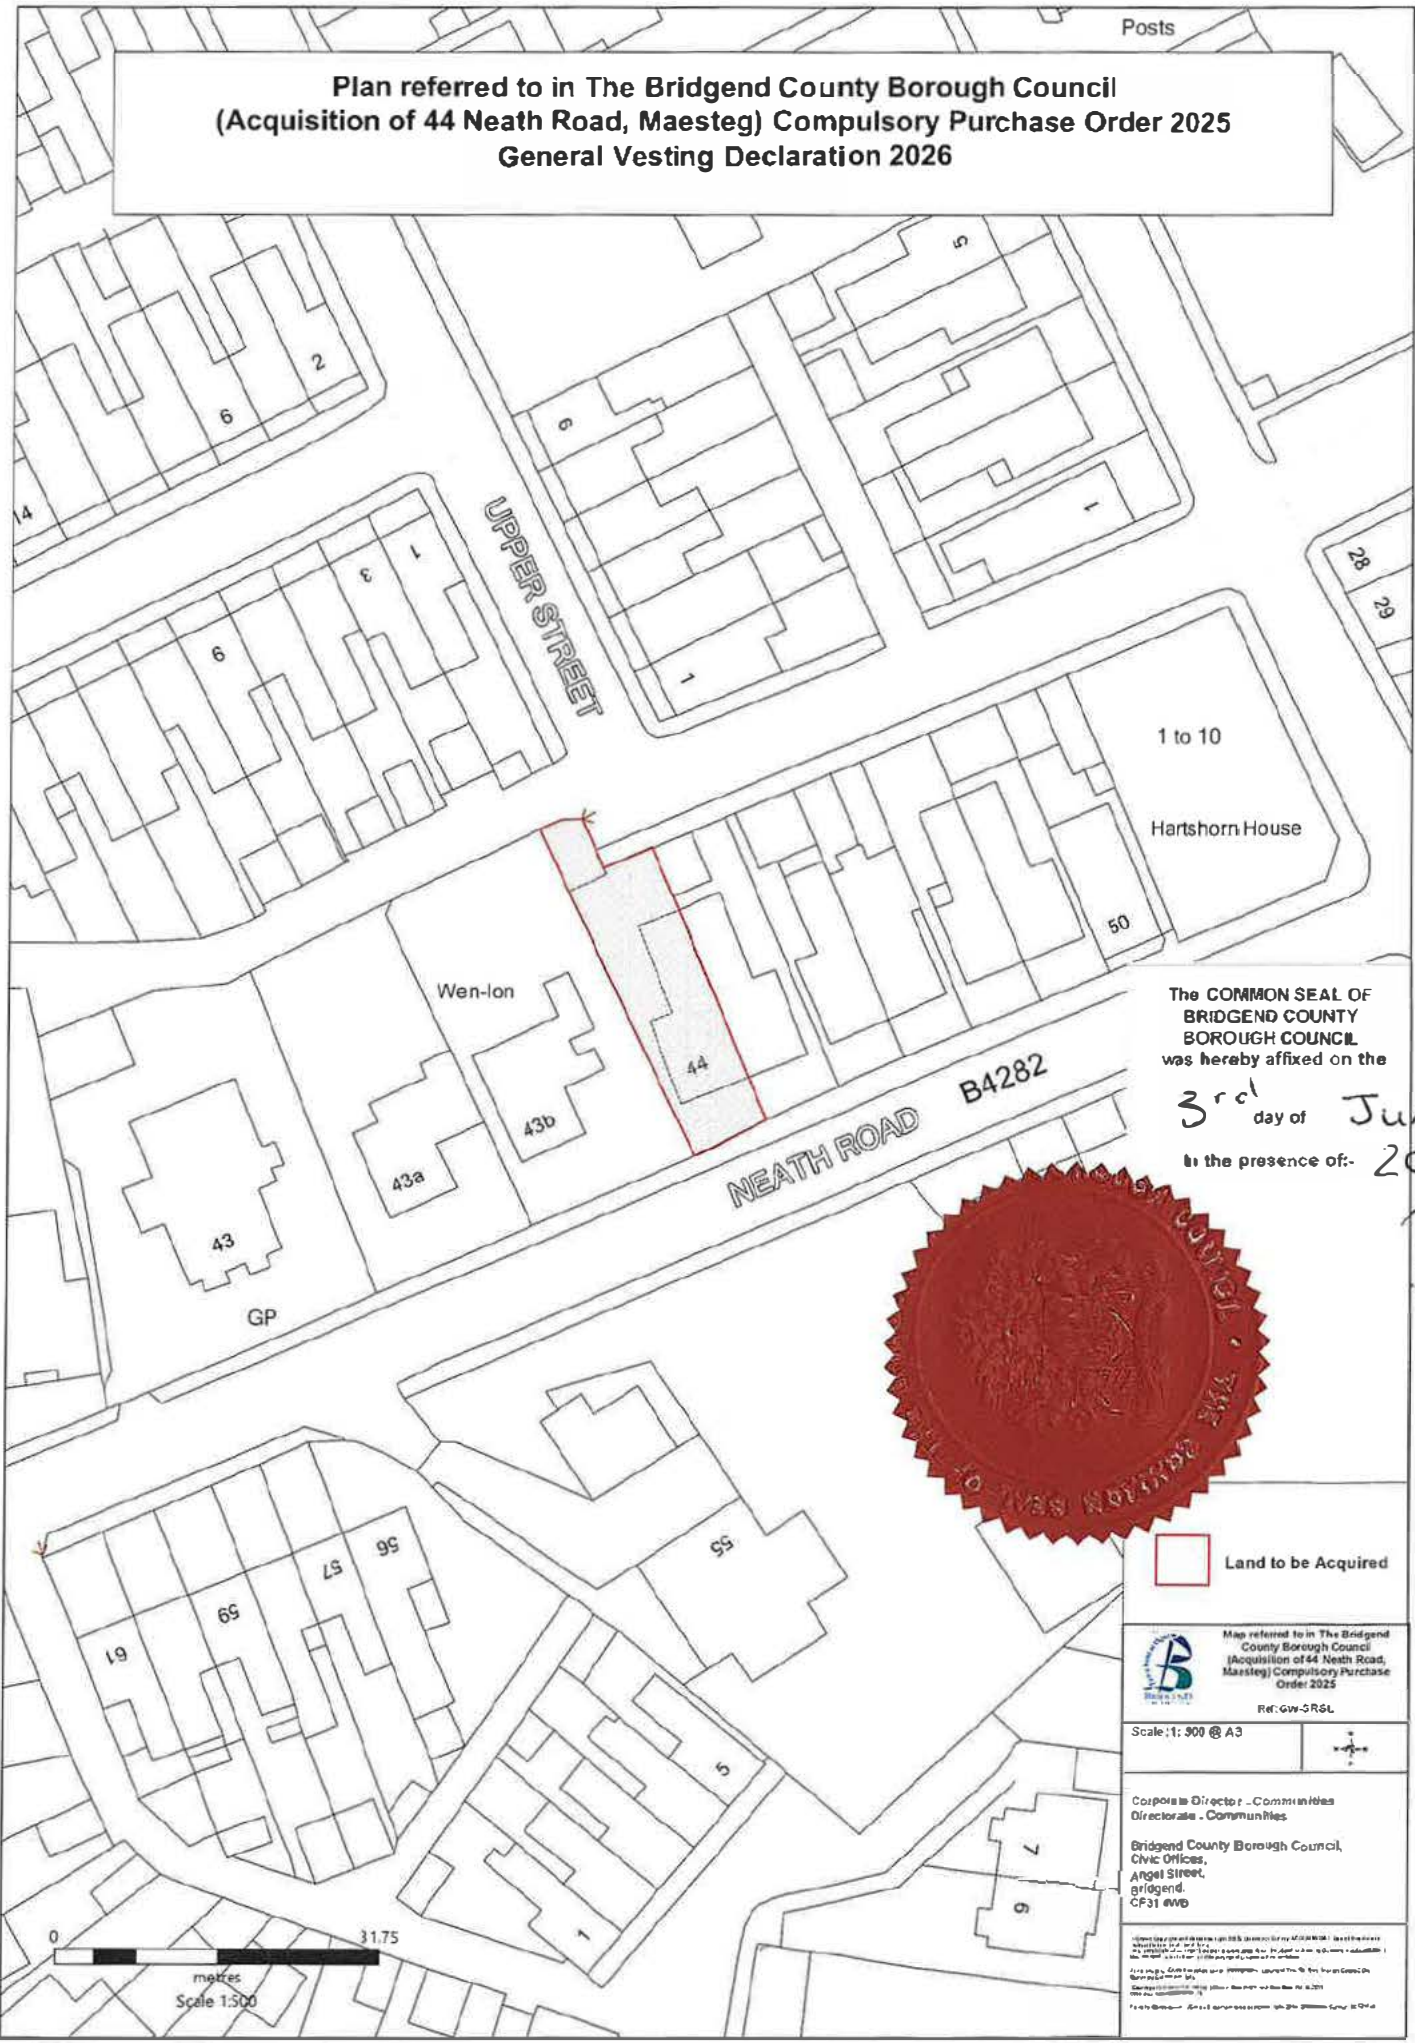 Posts
Plan referred to in The Bridgend County Borough Council
(Acquisition of 44 Neath Road, Maesteg) Compulsory Purchase Order 2025
General Vesting Declaration 2026
5
2
6
6
14
1
1
3
9
28
29
UPPER STREET
1
1 to 10
Hartshorn House
50
Wen-lon
44
43b
43a
43
GP
NEATH ROAD
B4282
The COMMON SEAL OF
BRIDGEND COUNTY
BOROUGH COUNCIL
was hereby affixed on the
3rd day of
In the presence of:-
55
56
57
59
61
5
1
7
6
Land to be Acquired
Map referred to in The Bridgend
County Borough Council
(Acquisition of 44 Neath Road,
Maesteg) Compulsory Purchase
Order 2025
Ref: GW-SRSL
Scale: 1: 500 @ A3
Corporate Director - Communities
Directorate - Communities
Bridgend County Borough Council,
Civic Offices,
Angel Street,
Bridgend.
CF31 4WB
0
31.75
metres
Scale 1:500